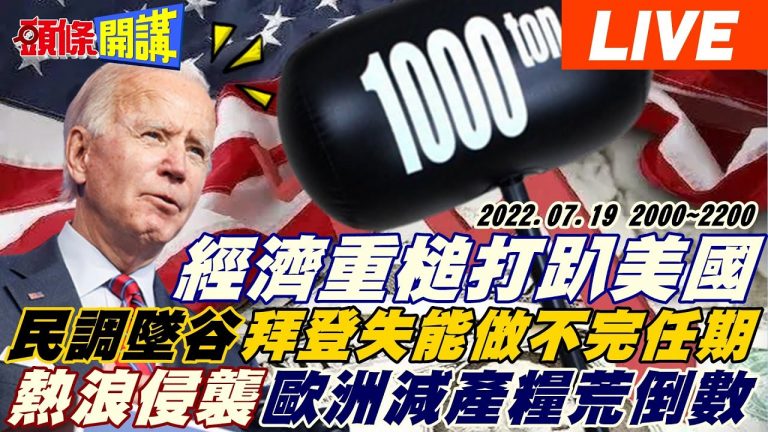 頭條開講
LIVE
1000 ton
2022.07.19 2000~2200
經濟重槌打趴美國
民調墜谷 拜登失能做不完任期
熱浪侵襲 歐洲減產糧荒倒數